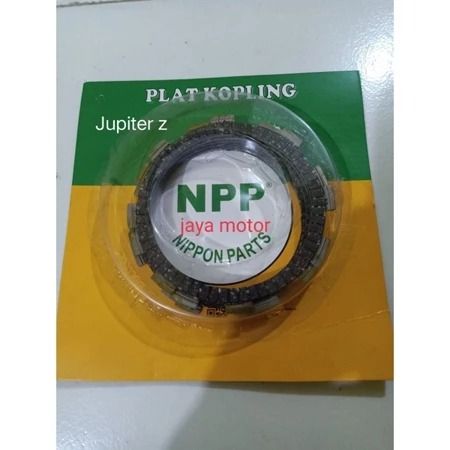 PLAT KOPLING
Jupiter z
NPP®
jaya motor
NIPPON PARTS